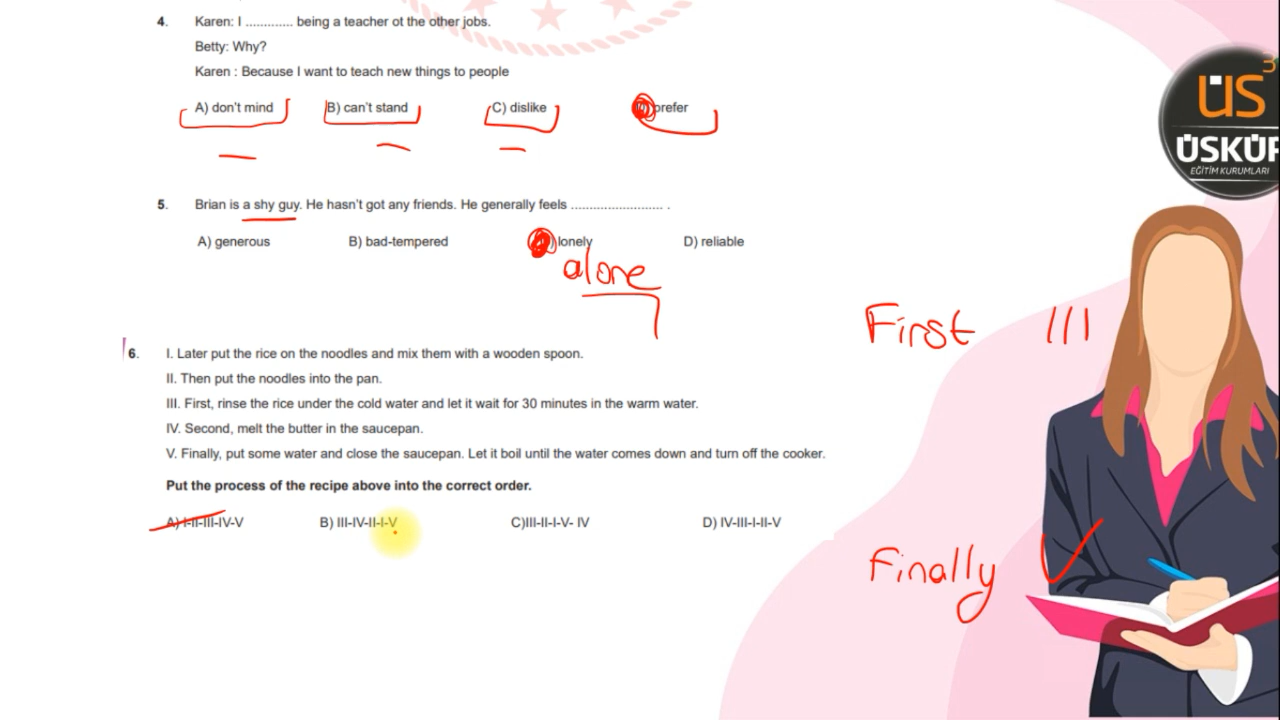 4. Karen: I ............. being a teacher ot the other jobs.
Betty: Why?
Karen : Because I want to teach new things to people
A) don't mind B) can't stand C) dislike prefer
3
ÜS
ÜSKÜP
EĞİTİM KURUMLARI
5. Brian is a shy guy. He hasn't got any friends. He generally feels ......................... .
A) generous B) bad-tempered ) lonely D) reliable
alone
First III
6. I. Later put the rice on the noodles and mix them with a wooden spoon.
II. Then put the noodles into the pan.
III. First, rinse the rice under the cold water and let it wait for 30 minutes in the warm water.
IV. Second, melt the butter in the saucepan.
V. Finally, put some water and close the saucepan. Let it boil until the water comes down and turn off the cooker.
Put the process of the recipe above into the correct order.
A) I-II-III-IV-V B) III-IV-II-I-V C)III-II-I-V- IV D) IV-III-I-II-V
Finally V